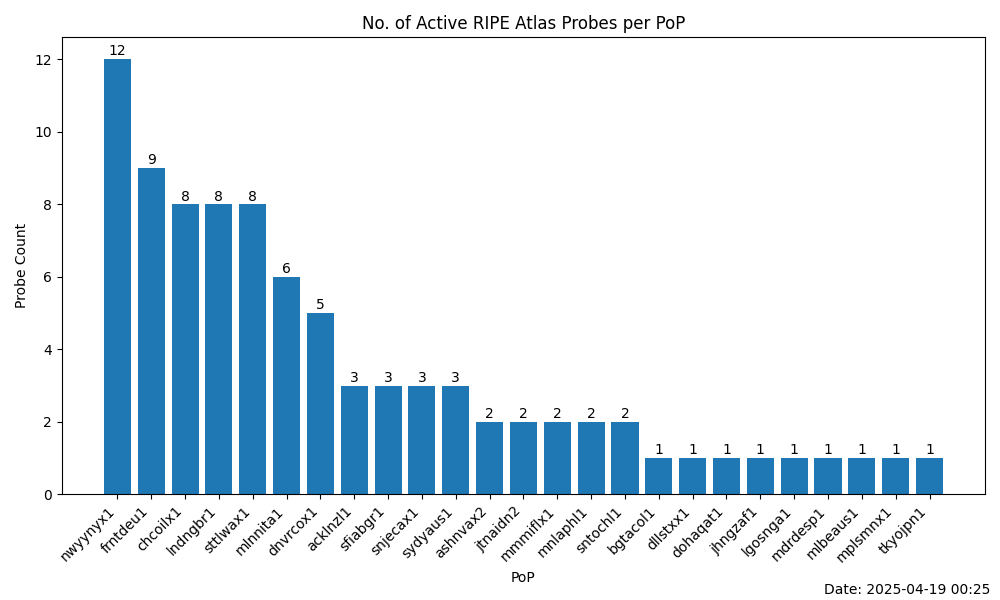 No. of Active RIPE Atlas Probes per PoP
Probe Count
12
10
8
6
4
2
0
12
9
8
8
8
6
5
3
3
3
3
2
2
2
2
2
1
1
1
1
1
1
1
1
1
nwyynyx1
frntdeu1
chcoilx1
lndngbr1
sttlwax1
mlnnita1
dnvrcox1
acklnzl1
sfiabgr1
snjecax1
sydyaus1
ashnvax2
jtnaidn2
mmmiflx1
mnlaphl1
sntochl1
bgtacol1
dllstxx1
dohaqat1
jhngzaf1
lgosnga1
mdrdesp1
mlbeaus1
mplsmnx1
tkyojpn1
PoP
Date: 2025-04-19 00:25